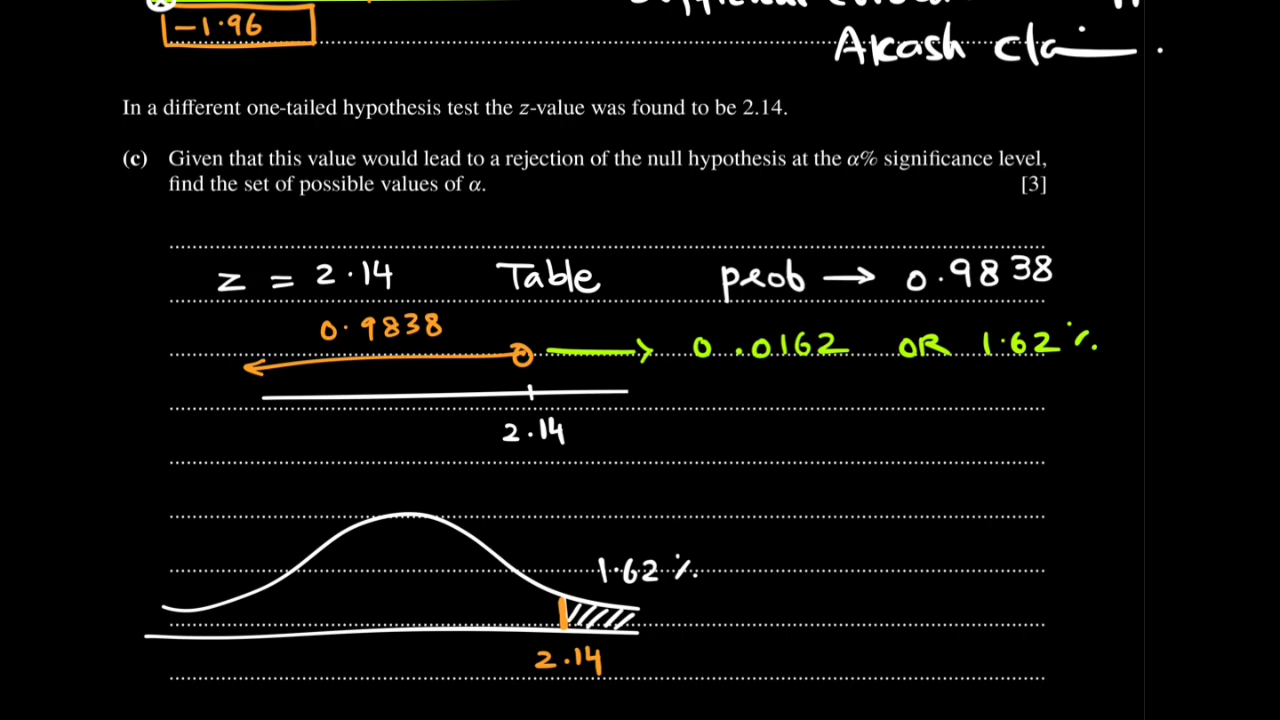 -1.96
Akash
In a different one-tailed hypothesis test the z-value was found to be 2.14.
(c) Given that this value would lead to a rejection of the null hypothesis at the α% significance level,
find the set of possible values of α. [3]
z = 2.14 Table prob → 0.9838
0.9838
0.0162 OR 1.62%
2.14
1.62%
2.14